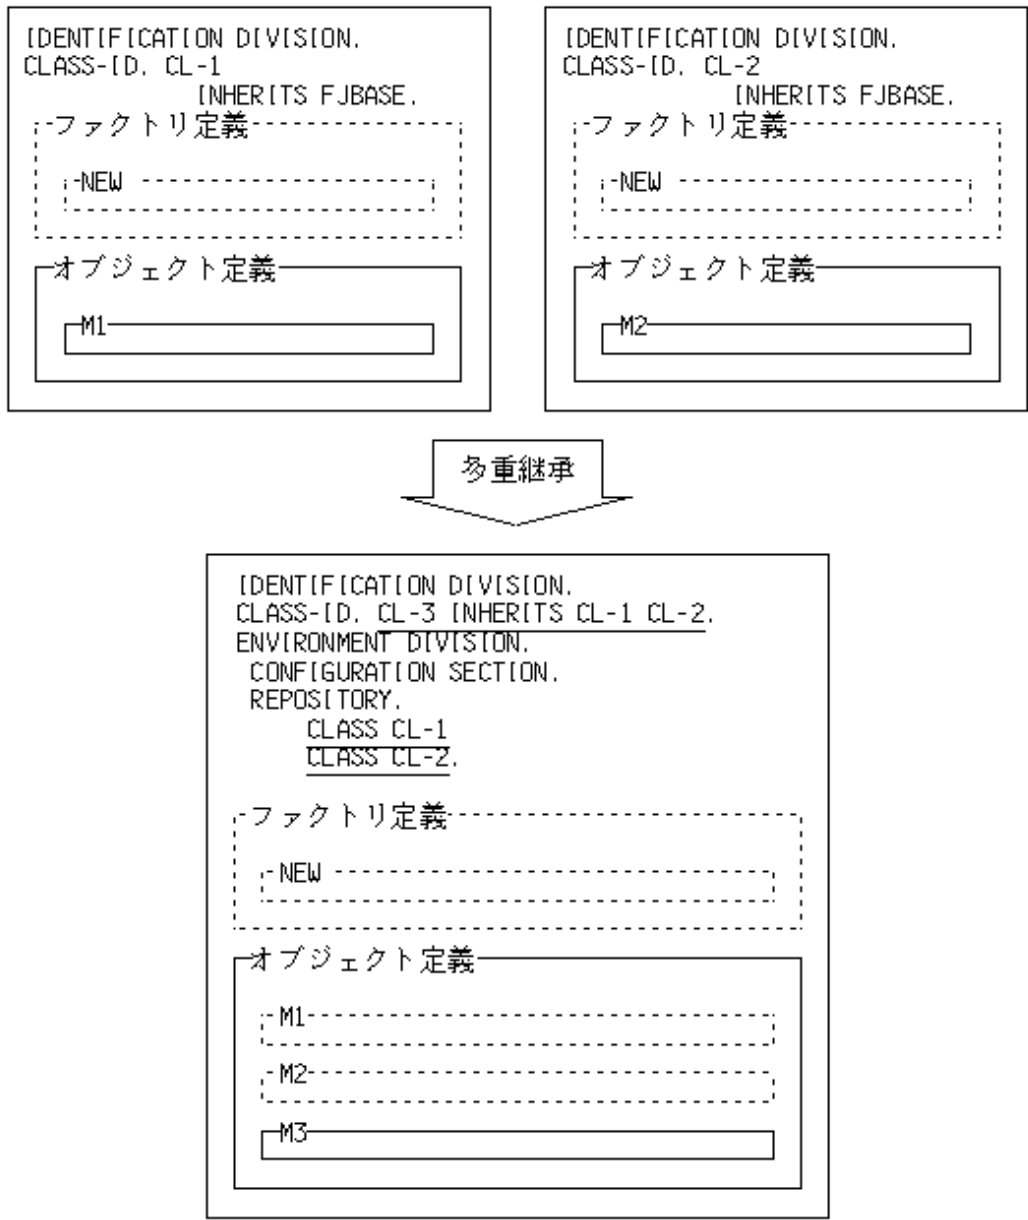 IDENTIFICATION DIVISION.
CLASS-ID. CL-1
INHERITS FJBASE.
ファクトリ定義
NEW
オブジェクト定義
M1
IDENTIFICATION DIVISION.
CLASS-ID. CL-2
INHERITS FJBASE.
ファクトリ定義
NEW
オブジェクト定義
M2
多重継承
IDENTIFICATION DIVISION.
CLASS-ID. CL-3 INHERITS CL-1 CL-2.
ENVIRONMENT DIVISION.
CONFIGURATION SECTION.
REPOSITORY.
CLASS CL-1
CLASS CL-2.
ファクトリ定義
NEW
オブジェクト定義
M1
M2
M3